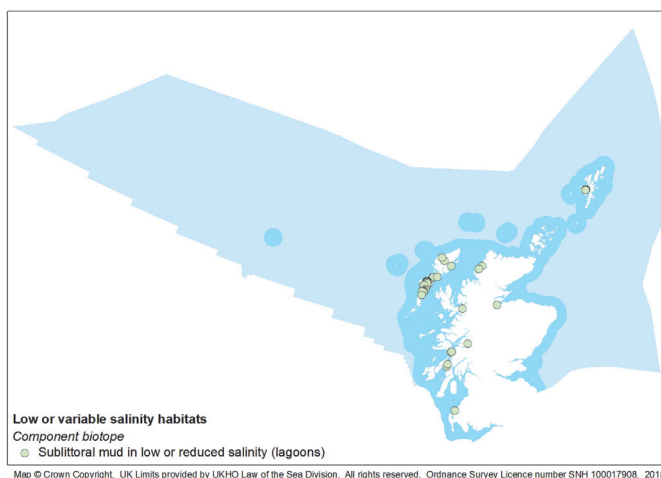 Low or variable salinity habitats
Component biotope
Sublittoral mud in low or reduced salinity (lagoons)
Map © Crown Copyright. UK Limits provided by UKHO Law of the Sea Division. All rights reserved. Ordnance Survey Licence number SNH 100017908. 2015